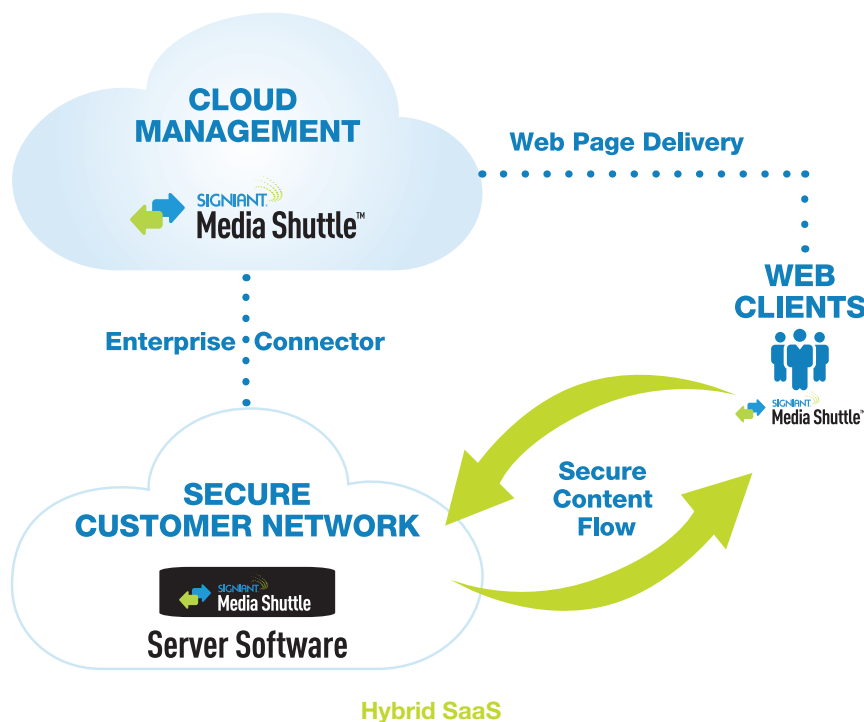 CLOUD
MANAGEMENT
SIGNIANT
Media Shuttle™
Web Page Delivery
WEB
CLIENTS
SIGNIANT
Media Shuttle™
Enterprise Connector
Secure
Content
Flow
SECURE
CUSTOMER NETWORK
SIGNIANT
Media Shuttle
Server Software
Hybrid SaaS